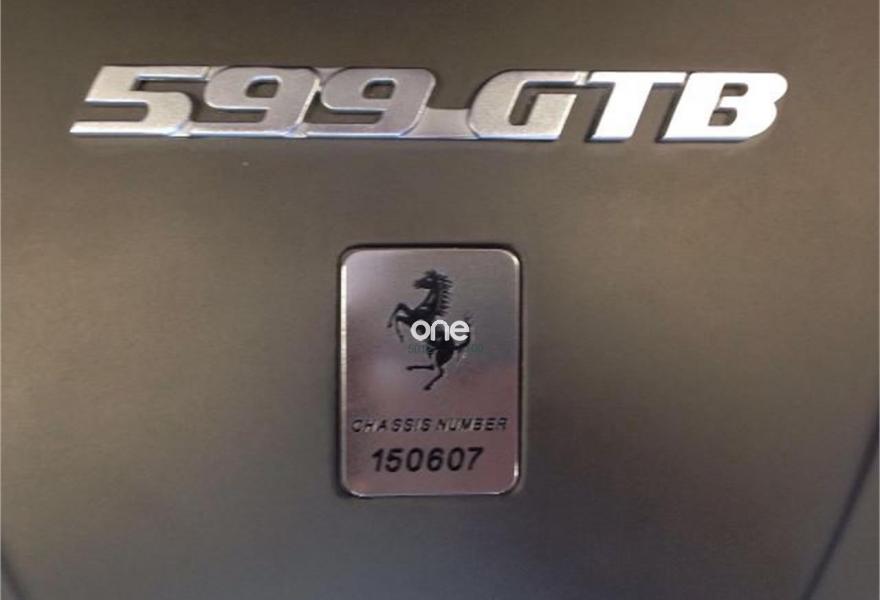 599 GTB
one
CHASSIS NUMBER
150607